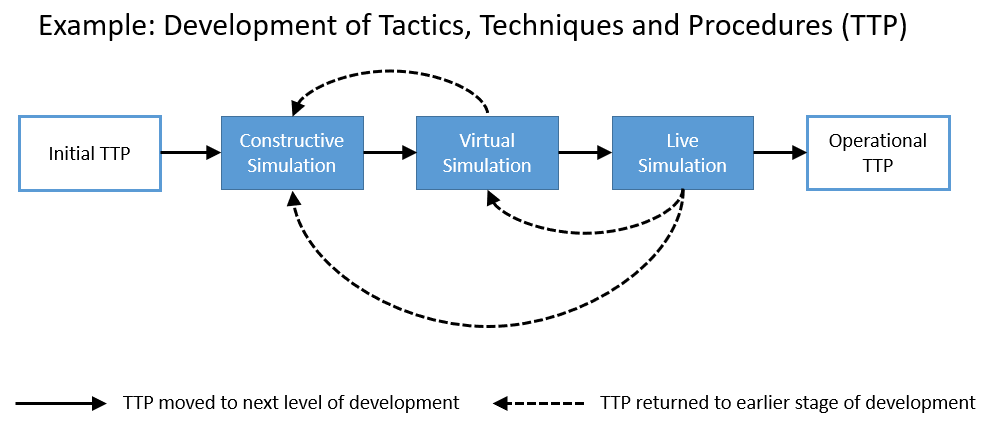 Example: Development of Tactics, Techniques and Procedures (TTP)
Initial TTP
Constructive
Simulation
Virtual
Simulation
Live
Simulation
Operational
TTP
TTP moved to next level of development
TTP returned to earlier stage of development